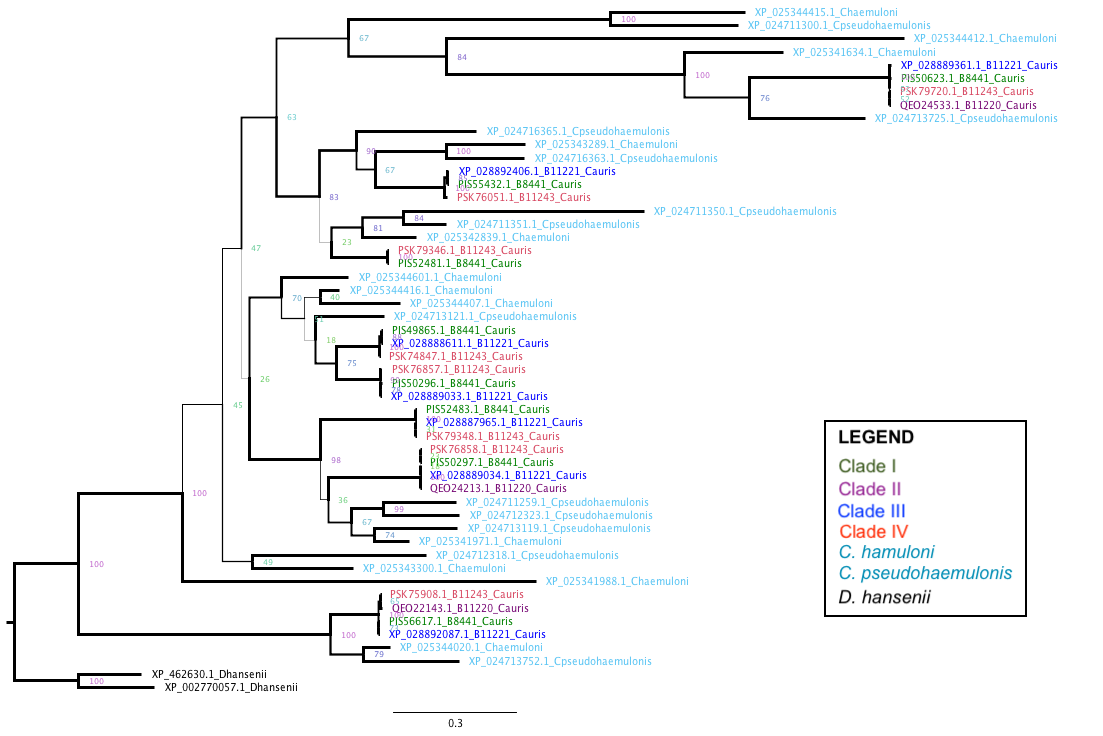 XP_025344415.1_Chaemuloni
100
XP_024711300.1_Cpseudohaemulonis
67
XP_025344412.1_Chaemuloni
84
XP_025341634.1_Chaemuloni
100
XP_028889361.1_B11221_Cauris
PIS50623.1_B8441_Cauris
PSK79720.1_B11243_Cauris
76
QEO24533.1_B11220_Cauris
XP_024713725.1_Cpseudohaemulonis
63
XP_024716365.1_Cpseudohaemulonis
XP_025343289.1_Chaemuloni
90
100
XP_024716363.1_Cpseudohaemulonis
67
XP_028892406.1_B11221_Cauris
PIS55432.1_B8441_Cauris
100
PSK76051.1_B11243_Cauris
83
XP_024711350.1_Cpseudohaemulonis
84
XP_024711351.1_Cpseudohaemulonis
81
XP_025342839.1_Chaemuloni
23
47
PSK79346.1_B11243_Cauris
100
PIS52481.1_B8441_Cauris
XP_025344601.1_Chaemuloni
XP_025344416.1_Chaemuloni
70
40
XP_025344407.1_Chaemuloni
XP_024713121.1_Cpseudohaemulonis
PIS49865.1_B8441_Cauris
18
XP_028888611.1_B11221_Cauris
PSK74847.1_B11243_Cauris
75
PSK76857.1_B11243_Cauris
26
PIS50296.1_B8441_Cauris
XP_028889033.1_B11221_Cauris
45
PIS52483.1_B8441_Cauris
XP_028887965.1_B11221_Cauris
PSK79348.1_B11243_Cauris
PSK76858.1_B11243_Cauris
98
PIS50297.1_B8441_Cauris
XP_028889034.1_B11221_Cauris
QEO24213.1_B11220_Cauris
100
36
XP_024711259.1_Cpseudohaemulonis
99
XP_024712323.1_Cpseudohaemulonis
67
XP_024713119.1_Cpseudohaemulonis
74
XP_025341971.1_Chaemuloni
XP_024712318.1_Cpseudohaemulonis
49
XP_025343300.1_Chaemuloni
100
XP_025341988.1_Chaemuloni
PSK75908.1_B11243_Cauris
QEO22143.1_B11220_Cauris
PIS56617.1_B8441_Cauris
100
XP_028892087.1_B11221_Cauris
XP_025344020.1_Chaemuloni
79
XP_024713752.1_Cpseudohaemulonis
XP_462630.1_Dhansenii
100
XP_002770057.1_Dhansenii
0.3
LEGEND
Clade I
Clade II
Clade III
Clade IV
C. hamuloni
C. pseudohaemulonis
D. hansenii